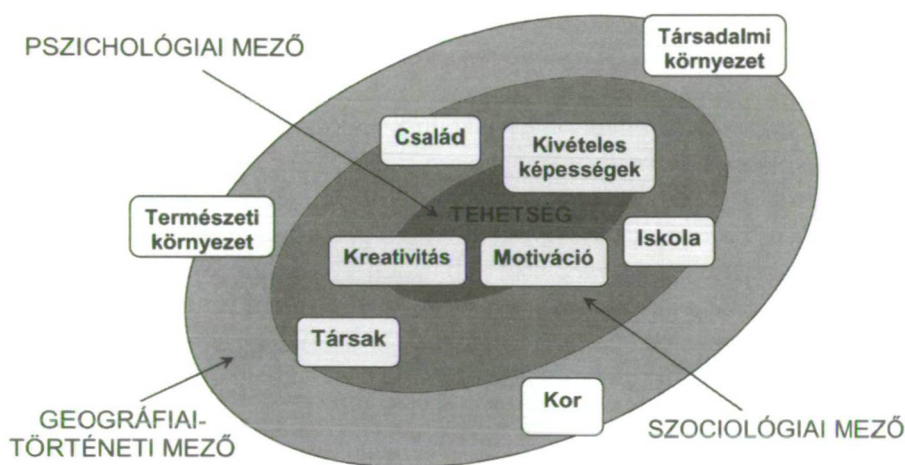 PSZICHOLÓGIAI MEZŐ
Társadalmi
környezet
Család
Kivételes
képességek
Természeti
környezet
TEHETSÉG
Iskola
Kreativitás
Motiváció
Társak
Kor
GEOGRÁFIAI-
TÖRTÉNETI MEZŐ
SZOCIOLÓGIAI MEZŐ